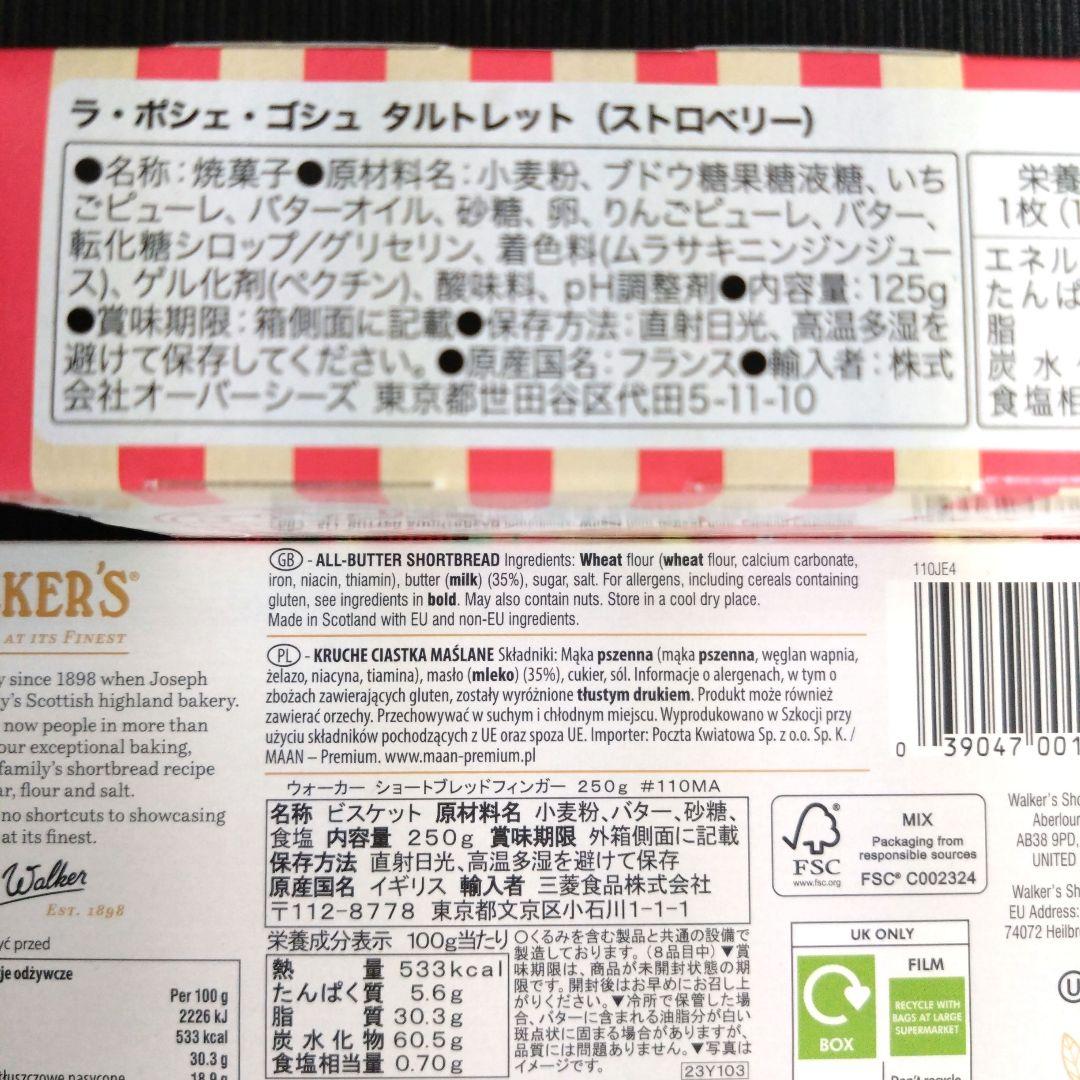 ラ・ポシェ・ゴシュ タルトレット（ストロベリー）
●名称：焼菓子●原材料名：小麦粉、ブドウ糖果糖液糖、いち
ごピューレ、バターオイル、砂糖、卵、りんごピューレ、バター、
転化糖シロップ/グリセリン、着色料(ムラサキニンジンジュー
ス)、ゲル化剤(ペクチン)、酸味料、pH調整剤●内容量：125g
●賞味期限：箱側面に記載●保存方法：直射日光、高温多湿を
避けて保存してください。●原産国名：フランス●輸入者：株式
会社オーバーシーズ 東京都世田谷区代田5-11-10
栄養
1枚（1
エネル
たんぱ
脂
炭 水
食塩相
KER'S®
AT ITS FINEST
y since 1898 when Joseph
y's Scottish highland bakery.
now people in more than
our exceptional baking,
family's shortbread recipe
ar, flour and salt.
no shortcuts to showcasing
at its finest.
Walker
EST. 1898
yć przed
je odżywcze
Per 100 g
2226 kJ
533 kcal
30.3 g
tłuszczowe nasycone 18.9 g
GB - ALL-BUTTER SHORTBREAD Ingredients: Wheat flour (wheat flour, calcium carbonate,
iron, niacin, thiamin), butter (milk) (35%), sugar, salt. For allergens, including cereals containing
gluten, see ingredients in bold. May also contain nuts. Store in a cool dry place.
Made in Scotland with EU and non-EU ingredients.
PL - KRUCHE CIASTKA MAŚLANE Składniki: Mąka pszenna (mąka pszenna, węglan wapnia,
żelazo, niacyna, tiamina), masło (mleko) (35%), cukier, sól. Informacja o alergenach, w tym o
zbożach zawierających gluten, zostały wyróżnione tłustym drukiem. Produkt może również
zawierać orzechy. Przechowywać w suchym i chłodnym miejscu. Wyprodukowano w Szkocji przy
użyciu składników pochodzących z UE oraz spoza UE. Importer: Poczta Kwiatowa Sp. z o.o. Sp. K. /
MAAN – Premium. www.maan-premium.pl
ウォーカー ショートブレッドフィンガー 250g #110MA
名称 ビスケット 原材料名 小麦粉、バター、砂糖、
食塩 内容量 250g 賞味期限 外箱側面に記載
保存方法 直射日光、高温多湿を避けて保存
原産国名 イギリス 輸入者 三菱食品株式会社
〒112-8778 東京都文京区小石川1-1-1
栄養成分表示 100g当たり
熱量 533kcal
たんぱく質 5.6g
脂質 30.3g
炭水化物 60.5g
食塩相当量 0.70g
○くるみを含む製品と共通の設備で
製造しております。（8品目中）▼賞
味期限は、商品が未開封状態の期
限です。開封後はお早めにお召し上
がりください。▼冷所で保管した場
合、バターに含まれる油脂分が白い
斑点状に固まる場合がありますが、
品質には問題ありません。▼写真は
イメージです。
23Y103
110JE4
0 39047 001
FSC®
www.fsc.org
MIX
Packaging from
responsible sources
FSC® C002324
Walker's Sho
Aberlour
AB38 9PD,
UNITED
Walker's Sh
EU Address:
74072 Heilbr
UK ONLY
BOX
FILM
RECYCLE WITH
BAGS AT LARGE
SUPERMARKET
Don't recycle
U